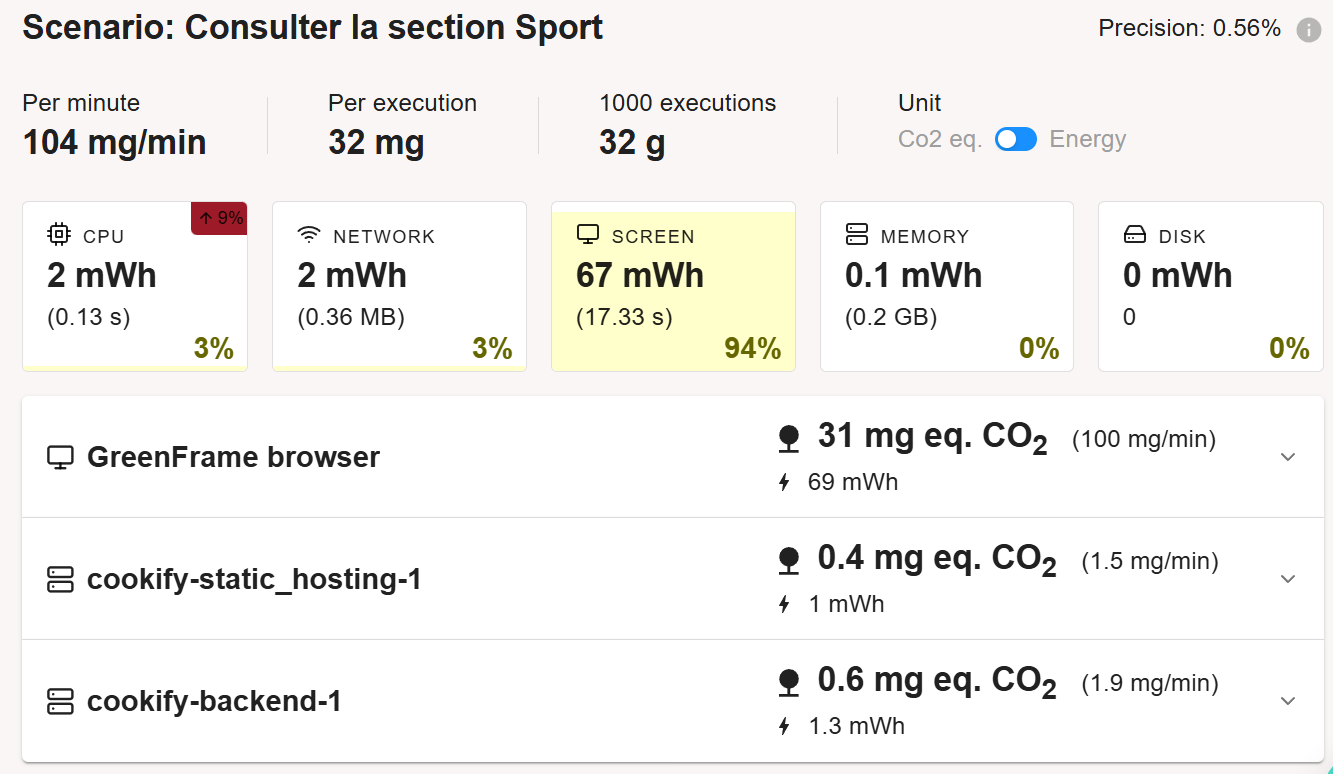 Scenario: Consulter la section Sport
Precision: 0.56%
Per minute
104 mg/min
Per execution
32 mg
1000 executions
32 g
Unit
Co2 eq. Energy
CPU
↑ 9%
2 mWh
(0.13 s)
3%
NETWORK
2 mWh
(0.36 MB)
3%
SCREEN
67 mWh
(17.33 s)
94%
MEMORY
0.1 mWh
(0.2 GB)
0%
DISK
0 mWh
0
0%
GreenFrame browser
31 mg eq. CO2 (100 mg/min)
69 mWh
cookify-static_hosting-1
0.4 mg eq. CO2 (1.5 mg/min)
1 mWh
cookify-backend-1
0.6 mg eq. CO2 (1.9 mg/min)
1.3 mWh